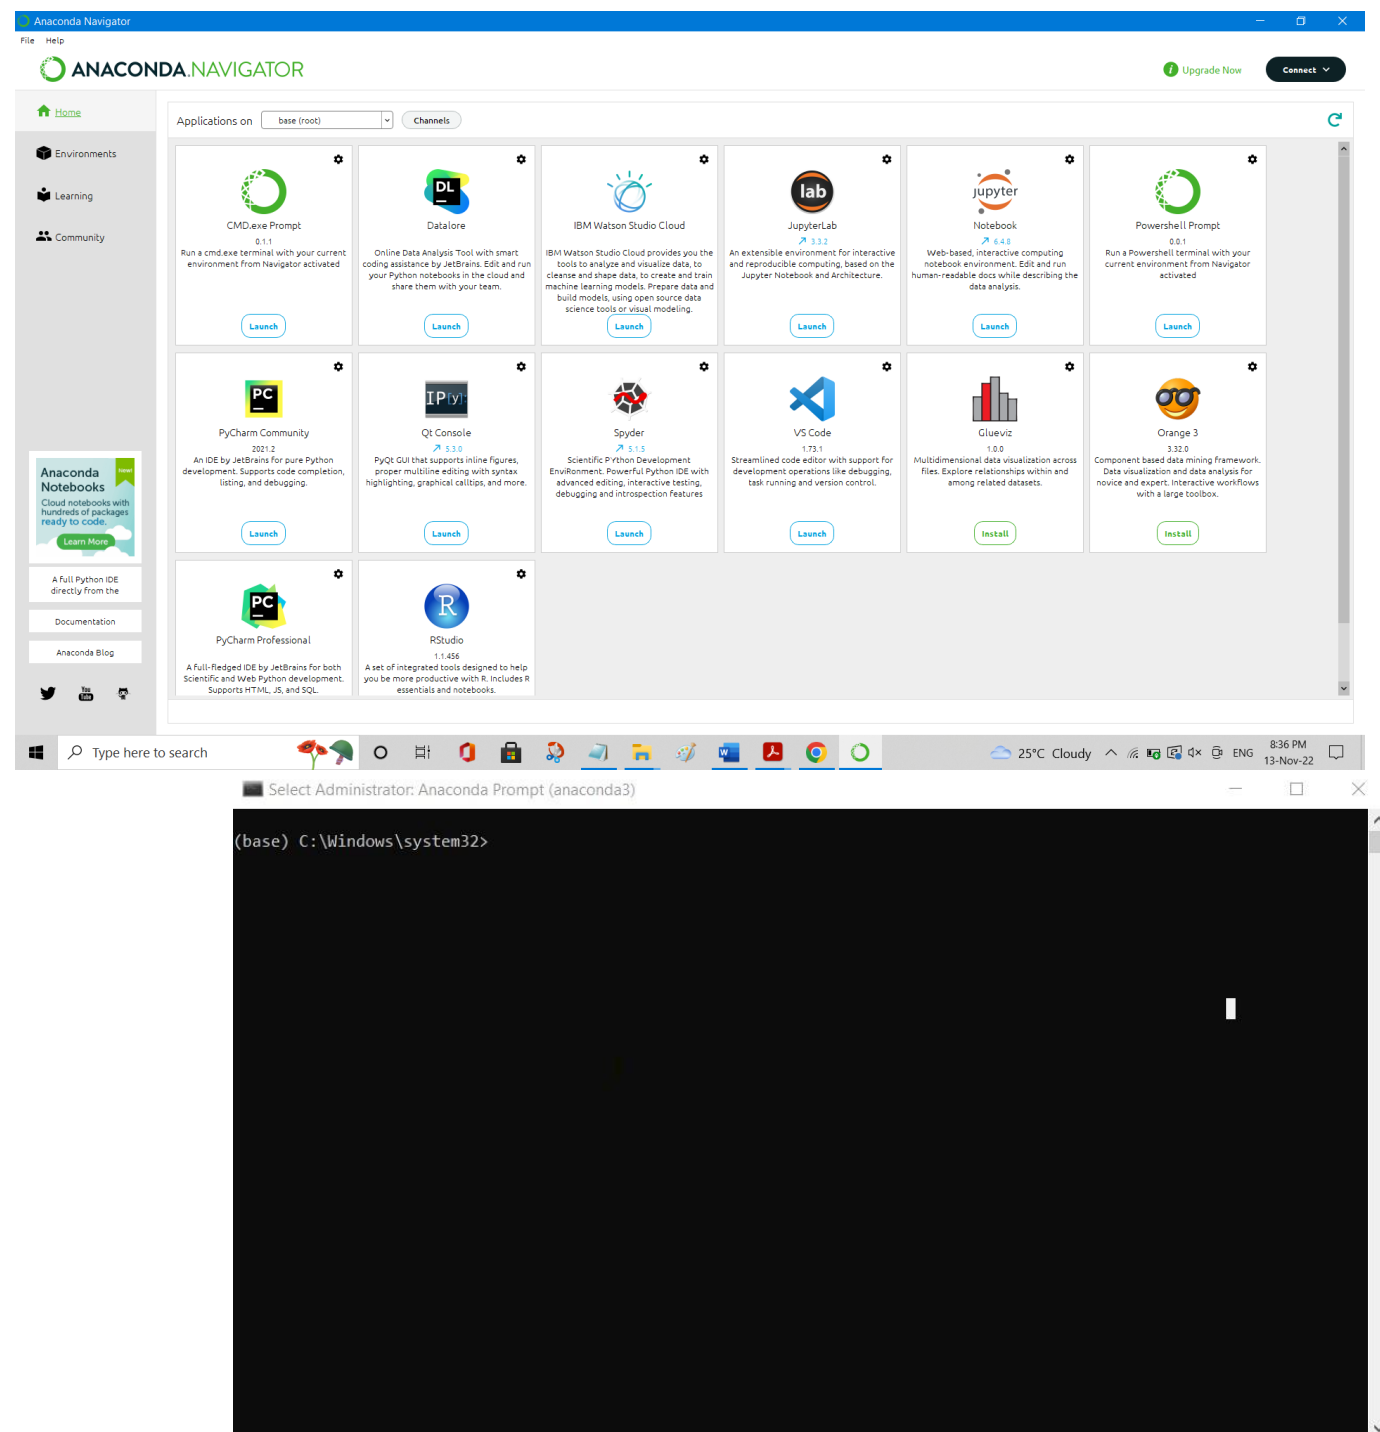 Anaconda Navigator
File Help
ANACONDA.NAVIGATOR
i Upgrade Now
Connect
Home
Environments
Learning
Community
Applications on base (root) Channels
CMD.exe Prompt
0.1.1
Run a cmd.exe terminal with your current
environment from Navigator activated
Launch
DL
Datalore
Online Data Analysis Tool with smart
coding assistance by JetBrains. Edit and run
your Python notebooks in the cloud and
share them with your team.
Launch
IBM Watson Studio Cloud
IBM Watson Studio Cloud provides you the
tools to analyze and visualize data, to
cleanse and shape data, to create and train
machine learning models. Prepare data and
build models, using open source data
science tools or visual modeling.
Launch
lab
JupyterLab
3.3.2
An extensible environment for interactive
and reproducible computing, based on the
Jupyter Notebook and Architecture.
Launch
jupyter
Notebook
6.4.8
Web-based, interactive computing
notebook environment. Edit and run
human-readable docs while describing the
data analysis.
Launch
Powershell Prompt
0.0.1
Run a Powershell terminal with your
current environment from Navigator
activated
Launch
PC
PyCharm Community
2021.2
An IDE by JetBrains for pure Python
development. Supports code completion,
listing, and debugging.
Launch
IP[y]:
Qt Console
5.3.0
PyQt GUI that supports inline figures,
proper multiline editing with syntax
highlighting, graphical calltips, and more.
Launch
Spyder
5.1.5
Scientific PYthon Development
EnviRonment. Powerful Python IDE with
advanced editing, interactive testing,
debugging and introspection features
Launch
VS Code
1.73.1
Streamlined code editor with support for
development operations like debugging,
task running and version control.
Launch
Glueviz
1.0.0
Multidimensional data visualization across
files. Explore relationships within and
among related datasets.
Install
Orange 3
3.32.0
Component based data mining framework.
Data visualization and data analysis for
novice and expert. Interactive workflows
with a large toolbox.
Install
PC
PyCharm Professional
A full-fledged IDE by JetBrains for both
Scientific and Web Python development.
Supports HTML, JS, and SQL.
R
RStudio
1.1.456
A set of integrated tools designed to help
you be more productive with R. Includes R
essentials and notebooks.
New!
Anaconda
Notebooks
Cloud notebooks with
hundreds of packages
ready to code.
Learn More
A full Python IDE
directly from the
Documentation
Anaconda Blog
You
Tube
Type here to search
25°C Cloudy
ENG
8:36 PM
13-Nov-22
Select Administrator: Anaconda Prompt (anaconda3)
(base) C:\Windows\system32>